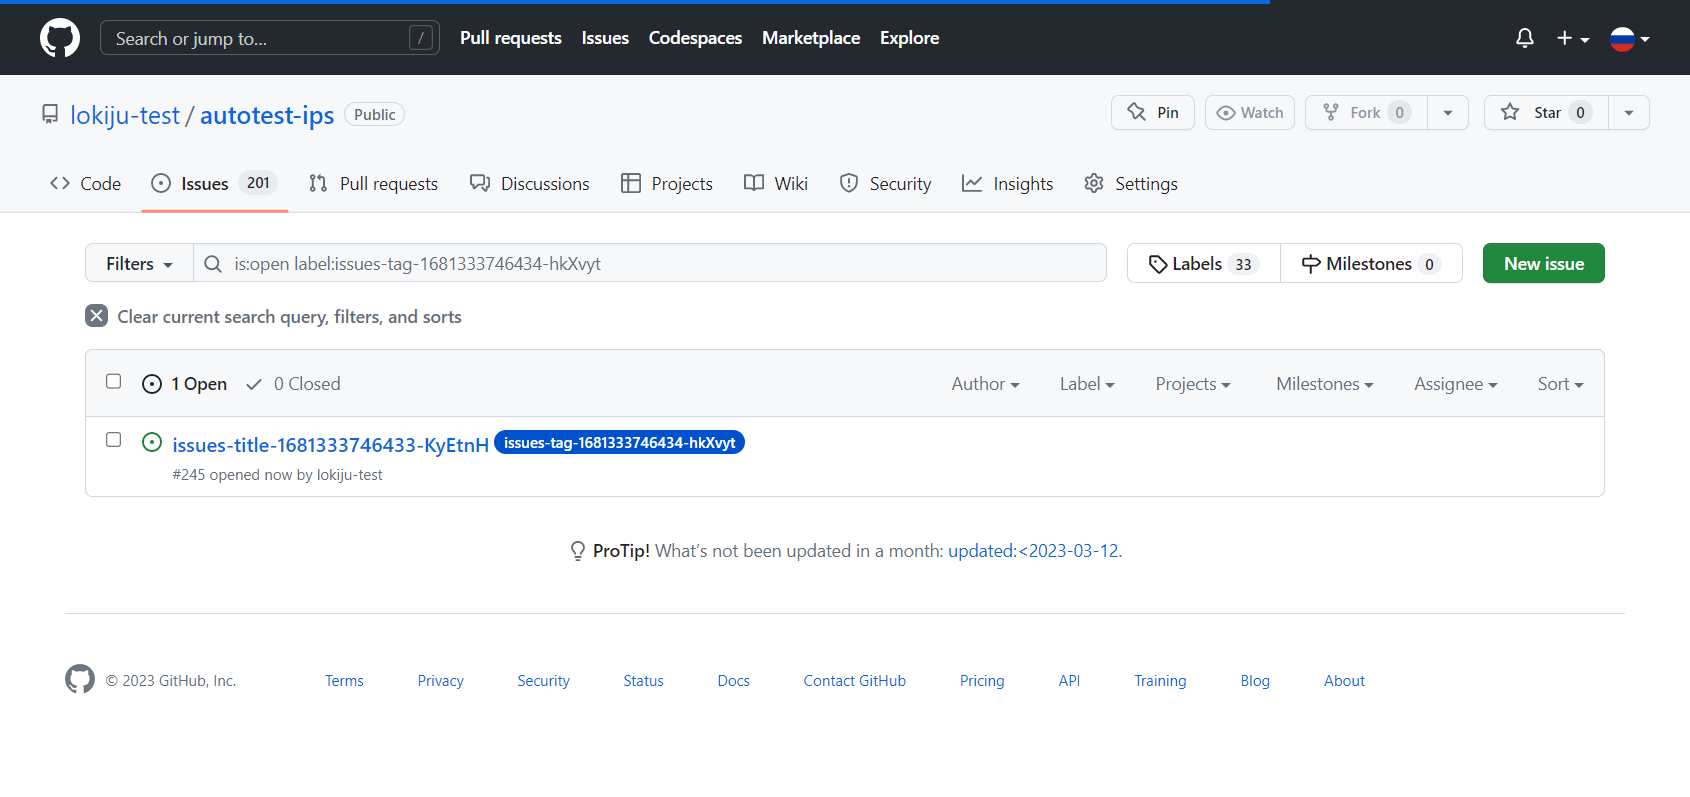 Search or jump to... /
Pull requests Issues Codespaces Marketplace Explore
lokiju-test / autotest-ips Public
Pin Watch Fork 0 Star 0
Code Issues 201 Pull requests Discussions Projects Wiki Security Insights Settings
Filters is:open label:issues-tag-1681333746434-hkXvyt Labels 33 Milestones 0 New issue
Clear current search query, filters, and sorts
1 Open 0 Closed Author Label Projects Milestones Assignee Sort
issues-title-1681333746433-KyEtnH issues-tag-1681333746434-hkXvyt
#245 opened now by lokiju-test
ProTip! What's not been updated in a month: updated:<2023-03-12.
© 2023 GitHub, Inc. Terms Privacy Security Status Docs Contact GitHub Pricing API Training Blog About